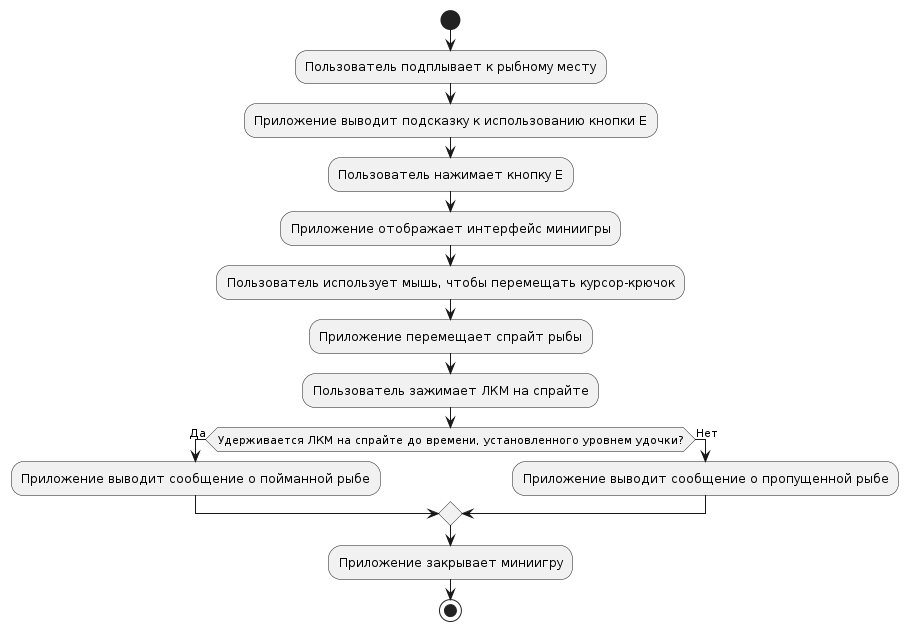 Пользователь подплывает к рыбному месту
Приложение выводит подсказку к использованию кнопки E
Пользователь нажимает кнопку E
Приложение отображает интерфейс миниигры
Пользователь использует мышь, чтобы перемещать курсор-крючок
Приложение перемещает спрайт рыбы
Пользователь зажимает ЛКМ на спрайте
Да
Удерживается ЛКМ на спрайте до времени, установленного уровнем удочки?
Нет
Приложение выводит сообщение о пойманной рыбе
Приложение выводит сообщение о пропущенной рыбе
Приложение закрывает миниигру